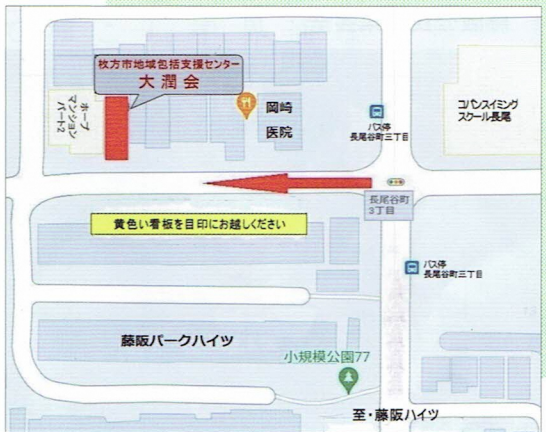 枚方市地域包括支援センター
大潤会
ホープ
マンション
パート2
岡崎
医院
バス停
長尾谷町三丁目
コパンスイミング
スクール長尾
長尾谷町
3丁目
黄色い看板を目印にお越しください
バス停
長尾谷町三丁目
藤阪パークハイツ
小規模公園77
至・藤阪ハイツ